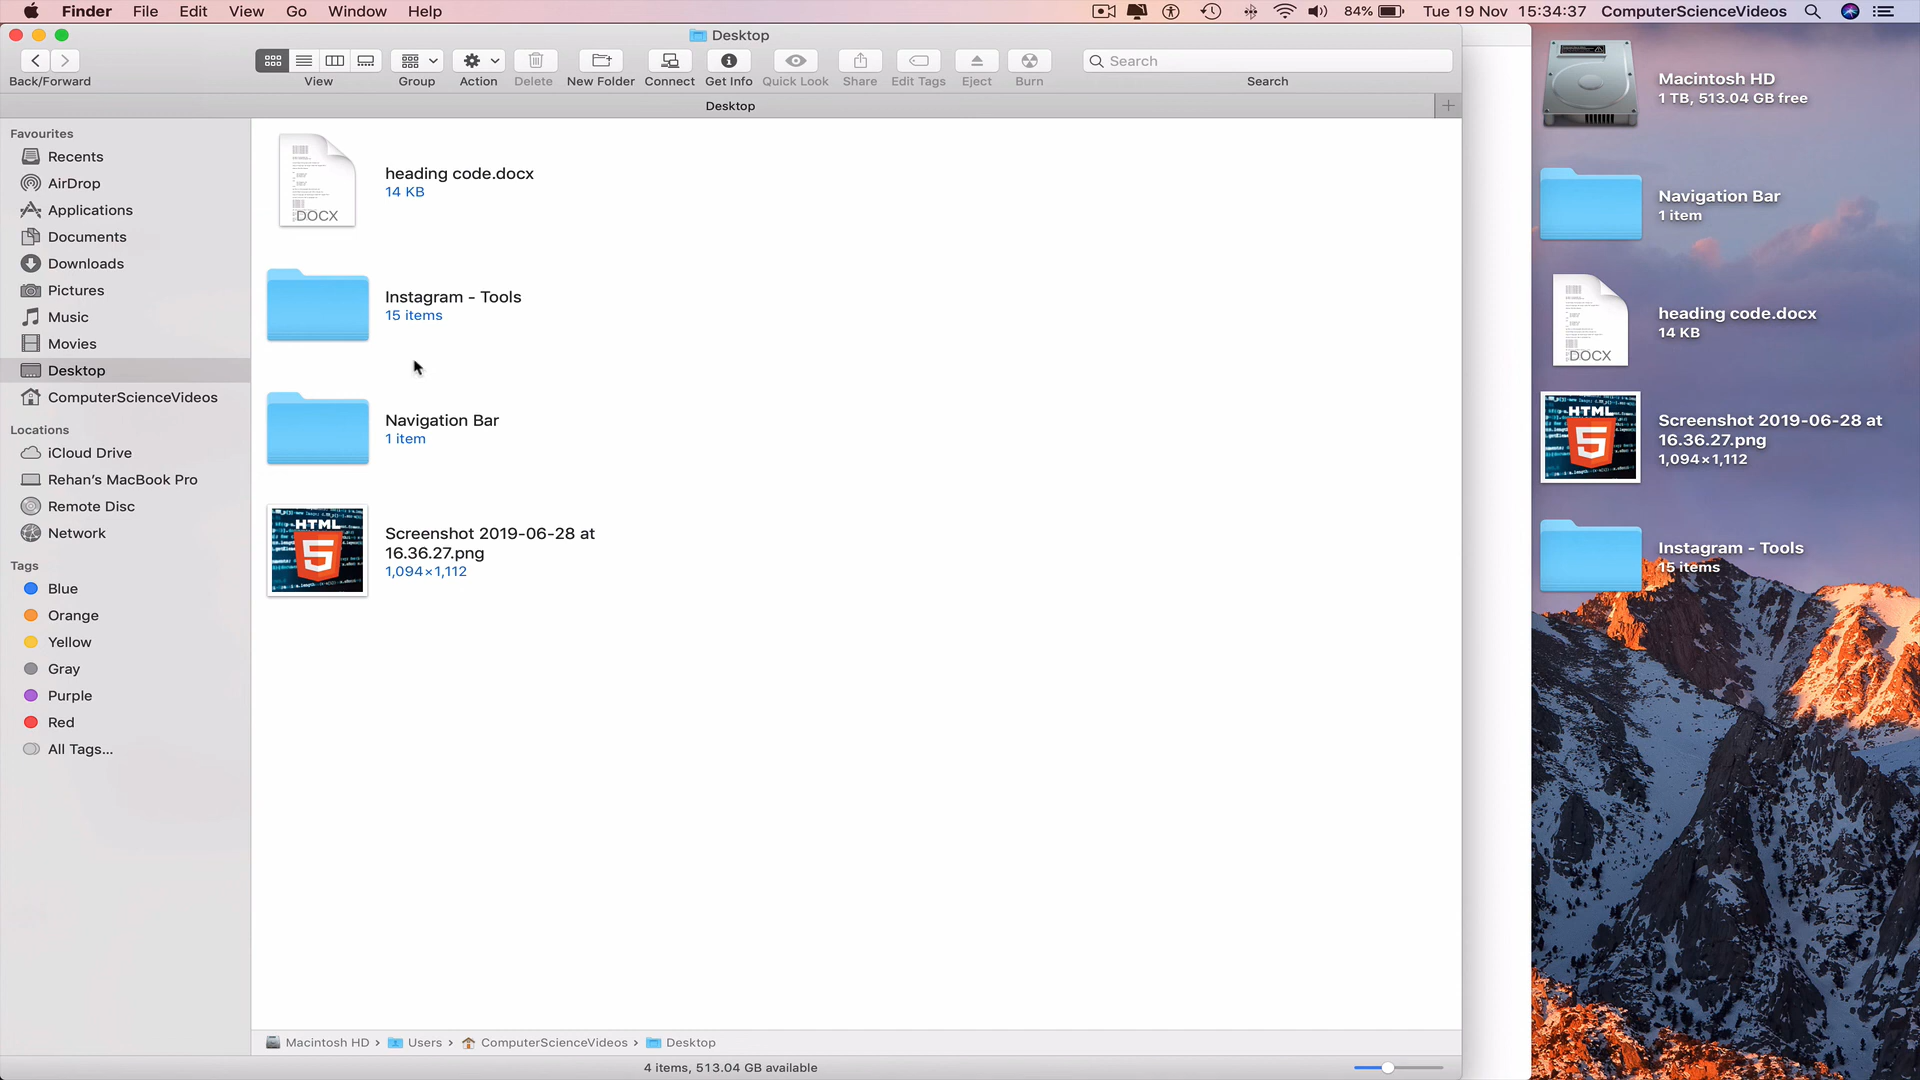 Finder File Edit View Go Window Help 84% Tue 19 Nov 15:34:37 ComputerScienceVideos
Desktop
Back/Forward View Group Action Delete New Folder Connect Get Info Quick Look Share Edit Tags Eject Burn Search
Search
Desktop
Favourites
Recents
AirDrop
Applications
Documents
Downloads
Pictures
Music
Movies
Desktop
ComputerScienceVideos
Locations
iCloud Drive
Rehan's MacBook Pro
Remote Disc
Network
Tags
Blue
Orange
Yellow
Gray
Purple
Red
All Tags...
DOCX
heading code.docx
14 KB
Instagram - Tools
15 items
Navigation Bar
1 item
HTML
5
Screenshot 2019-06-28 at
16.36.27.png
1,094×1,112
Macintosh HD › Users › ComputerScienceVideos › Desktop
4 items, 513.04 GB available
Macintosh HD
1 TB, 513.04 GB free
Navigation Bar
1 item
DOCX
heading code.docx
14 KB
HTML
5
Screenshot 2019-06-28 at
16.36.27.png
1,094×1,112
Instagram - Tools
15 items